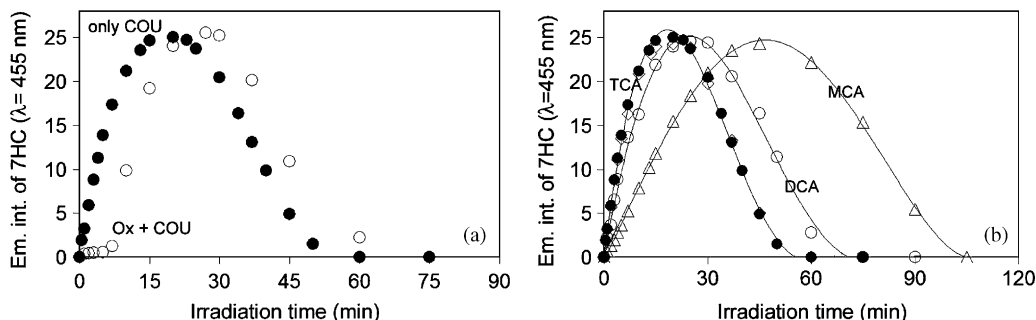 Em. int. of 7HC (λ= 455 nm)
30
25
20
15
10
5
0
only COU
Ox + COU
(a)
0 15 30 45 60 75 90
Irradiation time (min)
Em. int. of 7HC (λ=455 nm)
30
25
20
15
10
5
0
TCA
MCA
DCA
(b)
0 30 60 90 120
Irradiation time (min)